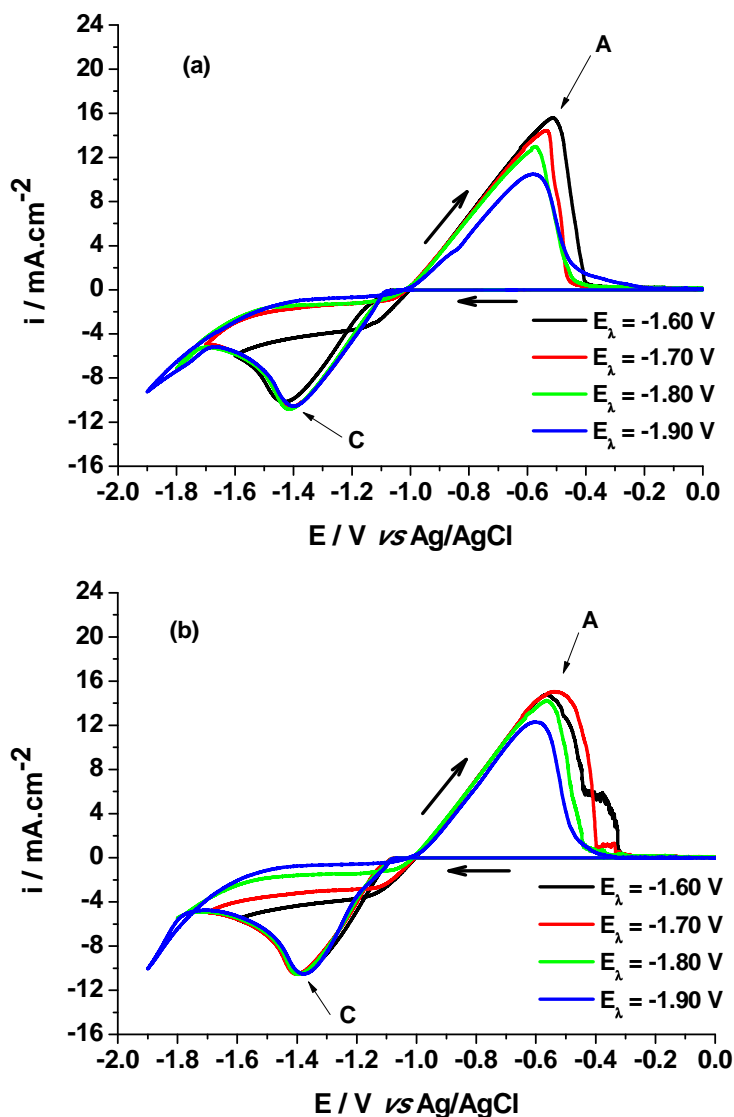 (a)
A
24
20
16
12
8
4
0
-4
-8
-12
-16
i / mA.cm-2
C
Eλ = -1.60 V
Eλ = -1.70 V
Eλ = -1.80 V
Eλ = -1.90 V
-2.0 -1.8 -1.6 -1.4 -1.2 -1.0 -0.8 -0.6 -0.4 -0.2 0.0
E / V vs Ag/AgCl
(b)
A
24
20
16
12
8
4
0
-4
-8
-12
-16
i / mA.cm-2
C
Eλ = -1.60 V
Eλ = -1.70 V
Eλ = -1.80 V
Eλ = -1.90 V
-2.0 -1.8 -1.6 -1.4 -1.2 -1.0 -0.8 -0.6 -0.4 -0.2 0.0
E / V vs Ag/AgCl